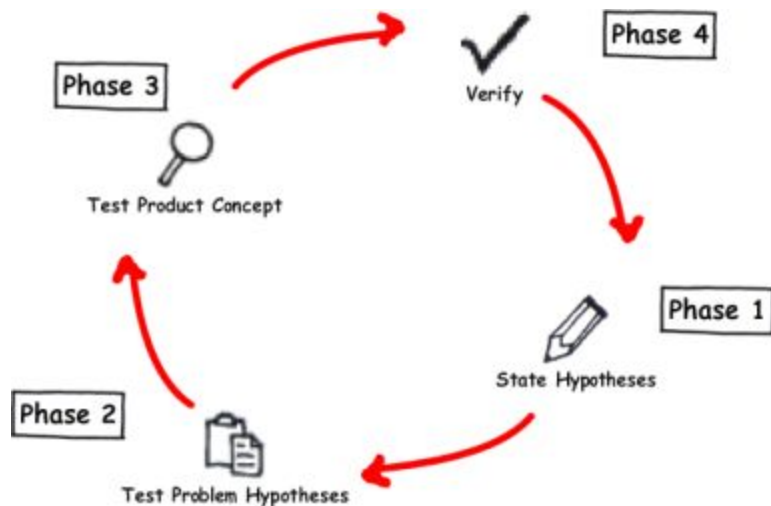 Phase 4
Verify
Phase 3
Test Product Concept
Phase 1
State Hypotheses
Phase 2
Test Problem Hypotheses